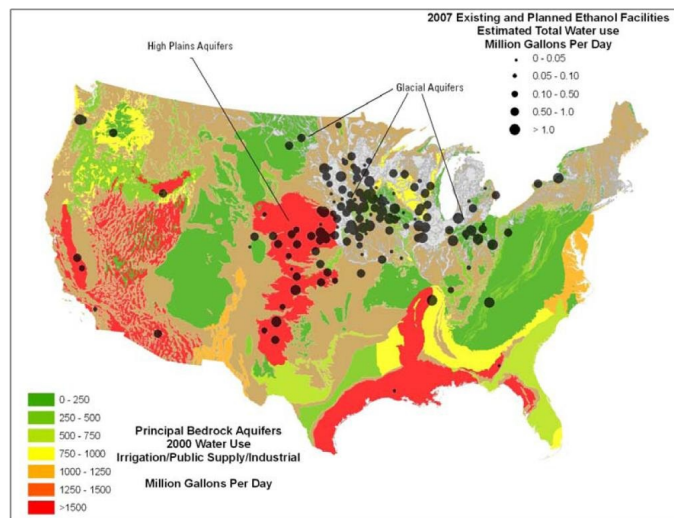 2007 Existing and Planned Ethanol Facilities
Estimated Total Water use
Million Gallons Per Day
0 - 0.05
0.05 - 0.10
0.10 - 0.50
0.50 - 1.0
> 1.0
High Plains Aquifers
Glacial Aquifers
0 - 250
250 - 500
500 - 750
750 - 1000
1000 - 1250
1250 - 1500
>1500
Principal Bedrock Aquifers
2000 Water Use
Irrigation/Public Supply/Industrial
Million Gallons Per Day